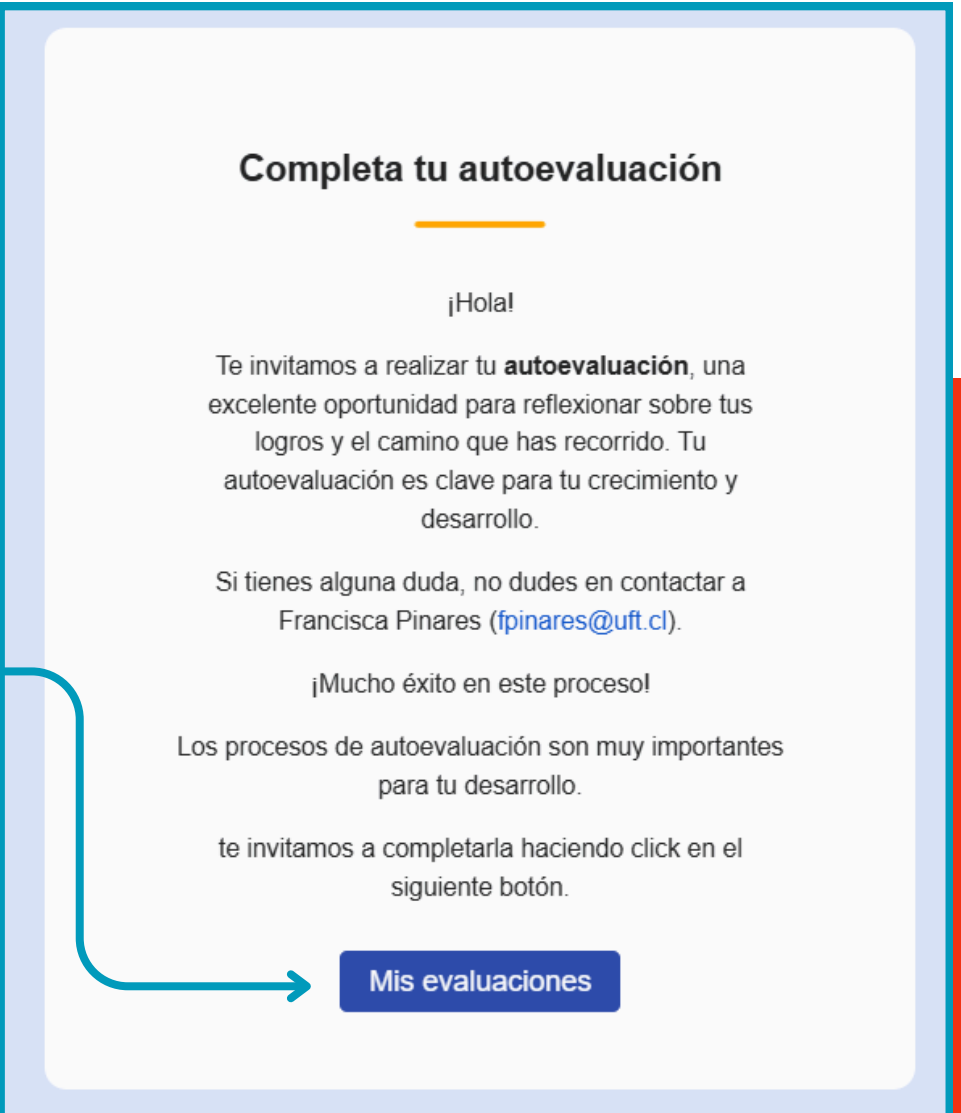 Completa tu autoevaluación
¡Hola!
Te invitamos a realizar tu autoevaluación, una
excelente oportunidad para reflexionar sobre tus
logros y el camino que has recorrido. Tu
autoevaluación es clave para tu crecimiento y
desarrollo.
Si tienes alguna duda, no dudes en contactar a
Francisca Pinares (fpinares@uft.cl).
¡Mucho éxito en este proceso!
Los procesos de autoevaluación son muy importantes
para tu desarrollo.
te invitamos a completarla haciendo click en el
siguiente botón.
Mis evaluaciones